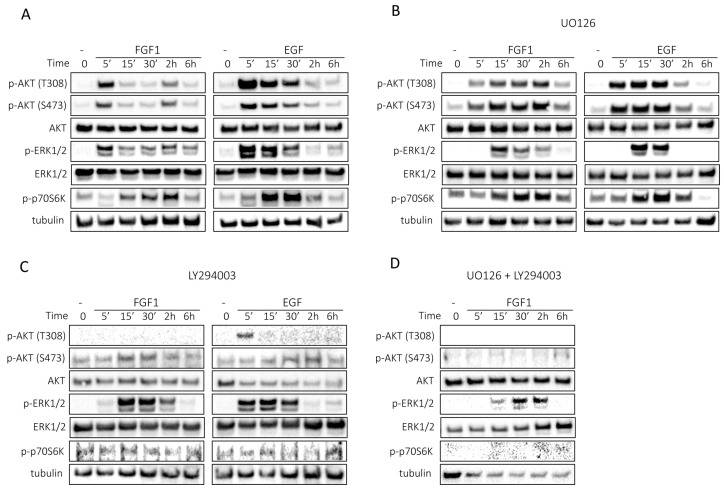 A
FGF1 EGF
Time - 0 5’ 15’ 30’ 2h 6h - 0 5’ 15’ 30’ 2h 6h
p-AKT (T308)
p-AKT (S473)
AKT
p-ERK1/2
ERK1/2
p-p70S6K
tubulin
B
UO126
FGF1 EGF
Time - 0 5’ 15’ 30’ 2h 6h - 0 5’ 15’ 30’ 2h 6h
p-AKT (T308)
p-AKT (S473)
AKT
p-ERK1/2
ERK1/2
p-p70S6K
tubulin
C
LY294003
FGF1 EGF
Time - 0 5’ 15’ 30’ 2h 6h - 0 5’ 15’ 30’ 2h 6h
p-AKT (T308)
p-AKT (S473)
AKT
p-ERK1/2
ERK1/2
p-p70S6K
tubulin
D
UO126 + LY294003
FGF1
Time - 0 5’ 15’ 30’ 2h 6h
p-AKT (T308)
p-AKT (S473)
AKT
p-ERK1/2
ERK1/2
p-p70S6K
tubulin